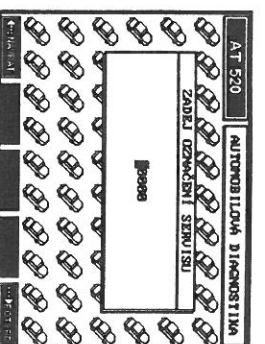 AT 520
AUTOMOBILOVÁ DIAGNOSTIKA
ZADEJ OZNAČENÍ SERVISU
0000